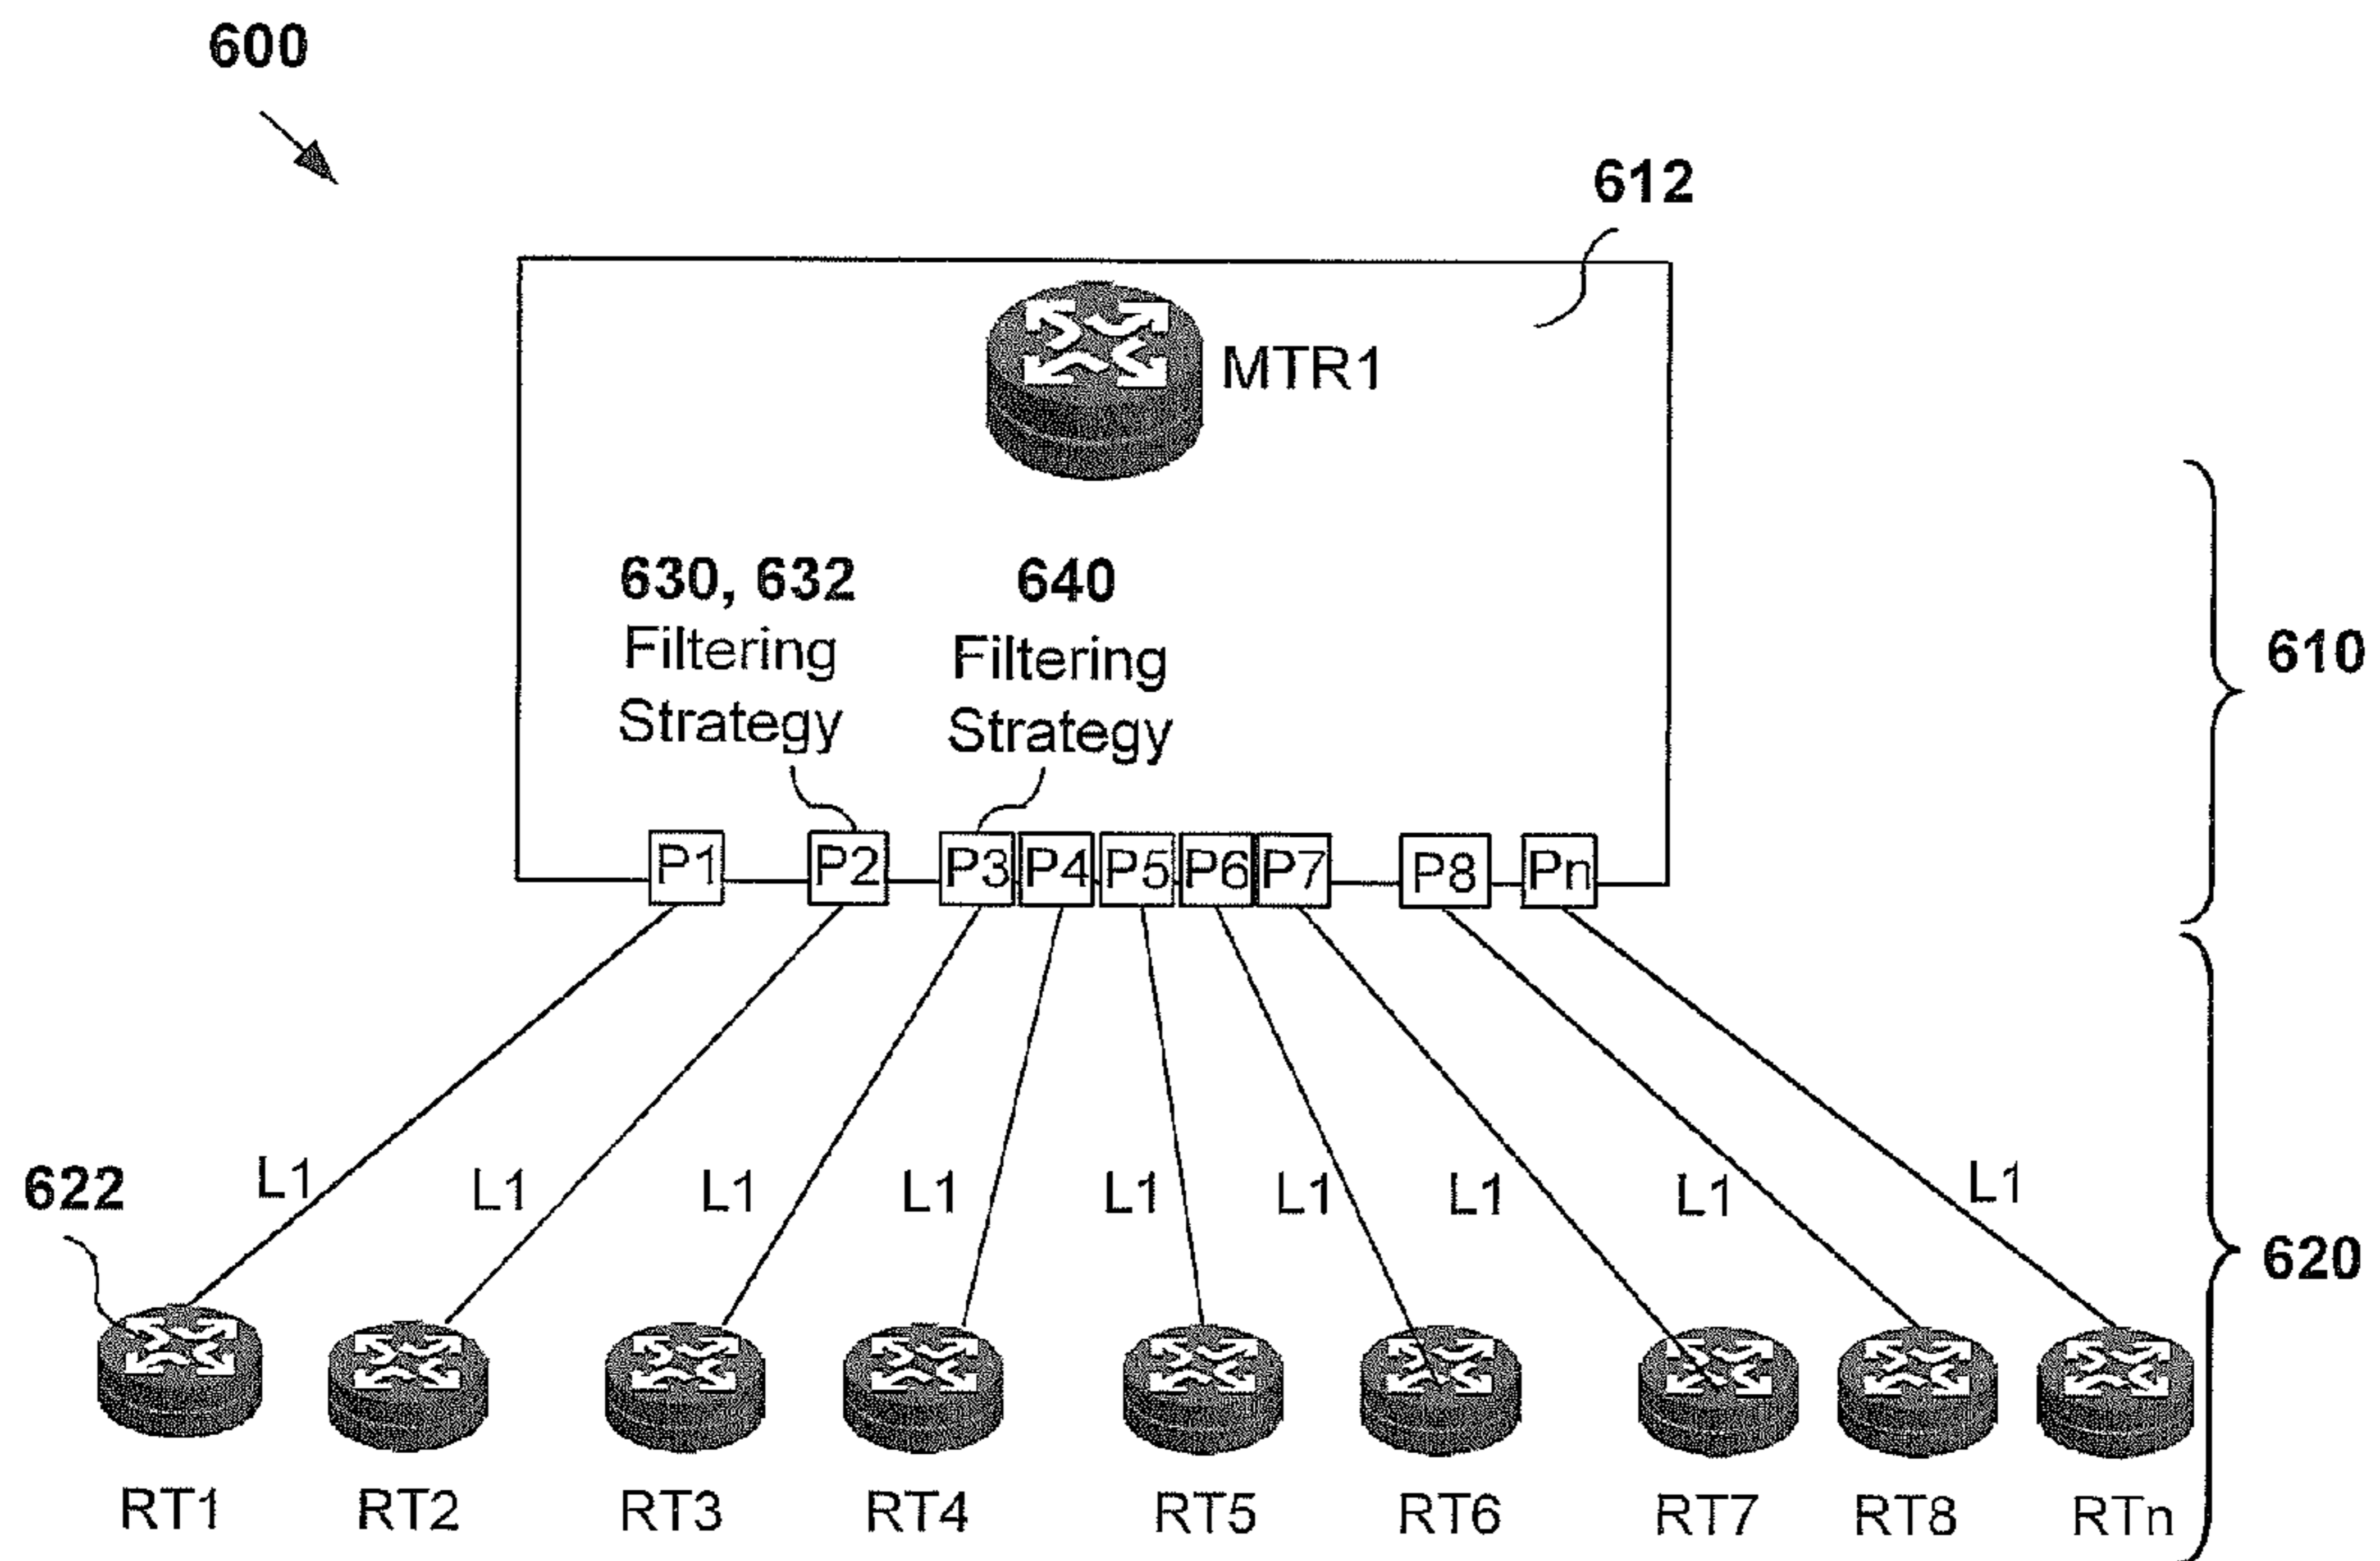 600
612
MTR1
630, 632
Filtering
Strategy
640
Filtering
Strategy
610
P1 P2 P3 P4 P5 P6 P7 P8 Pn
622
L1 L1 L1 L1 L1 L1 L1 L1 L1
620
RT1 RT2 RT3 RT4 RT5 RT6 RT7 RT8 RTn